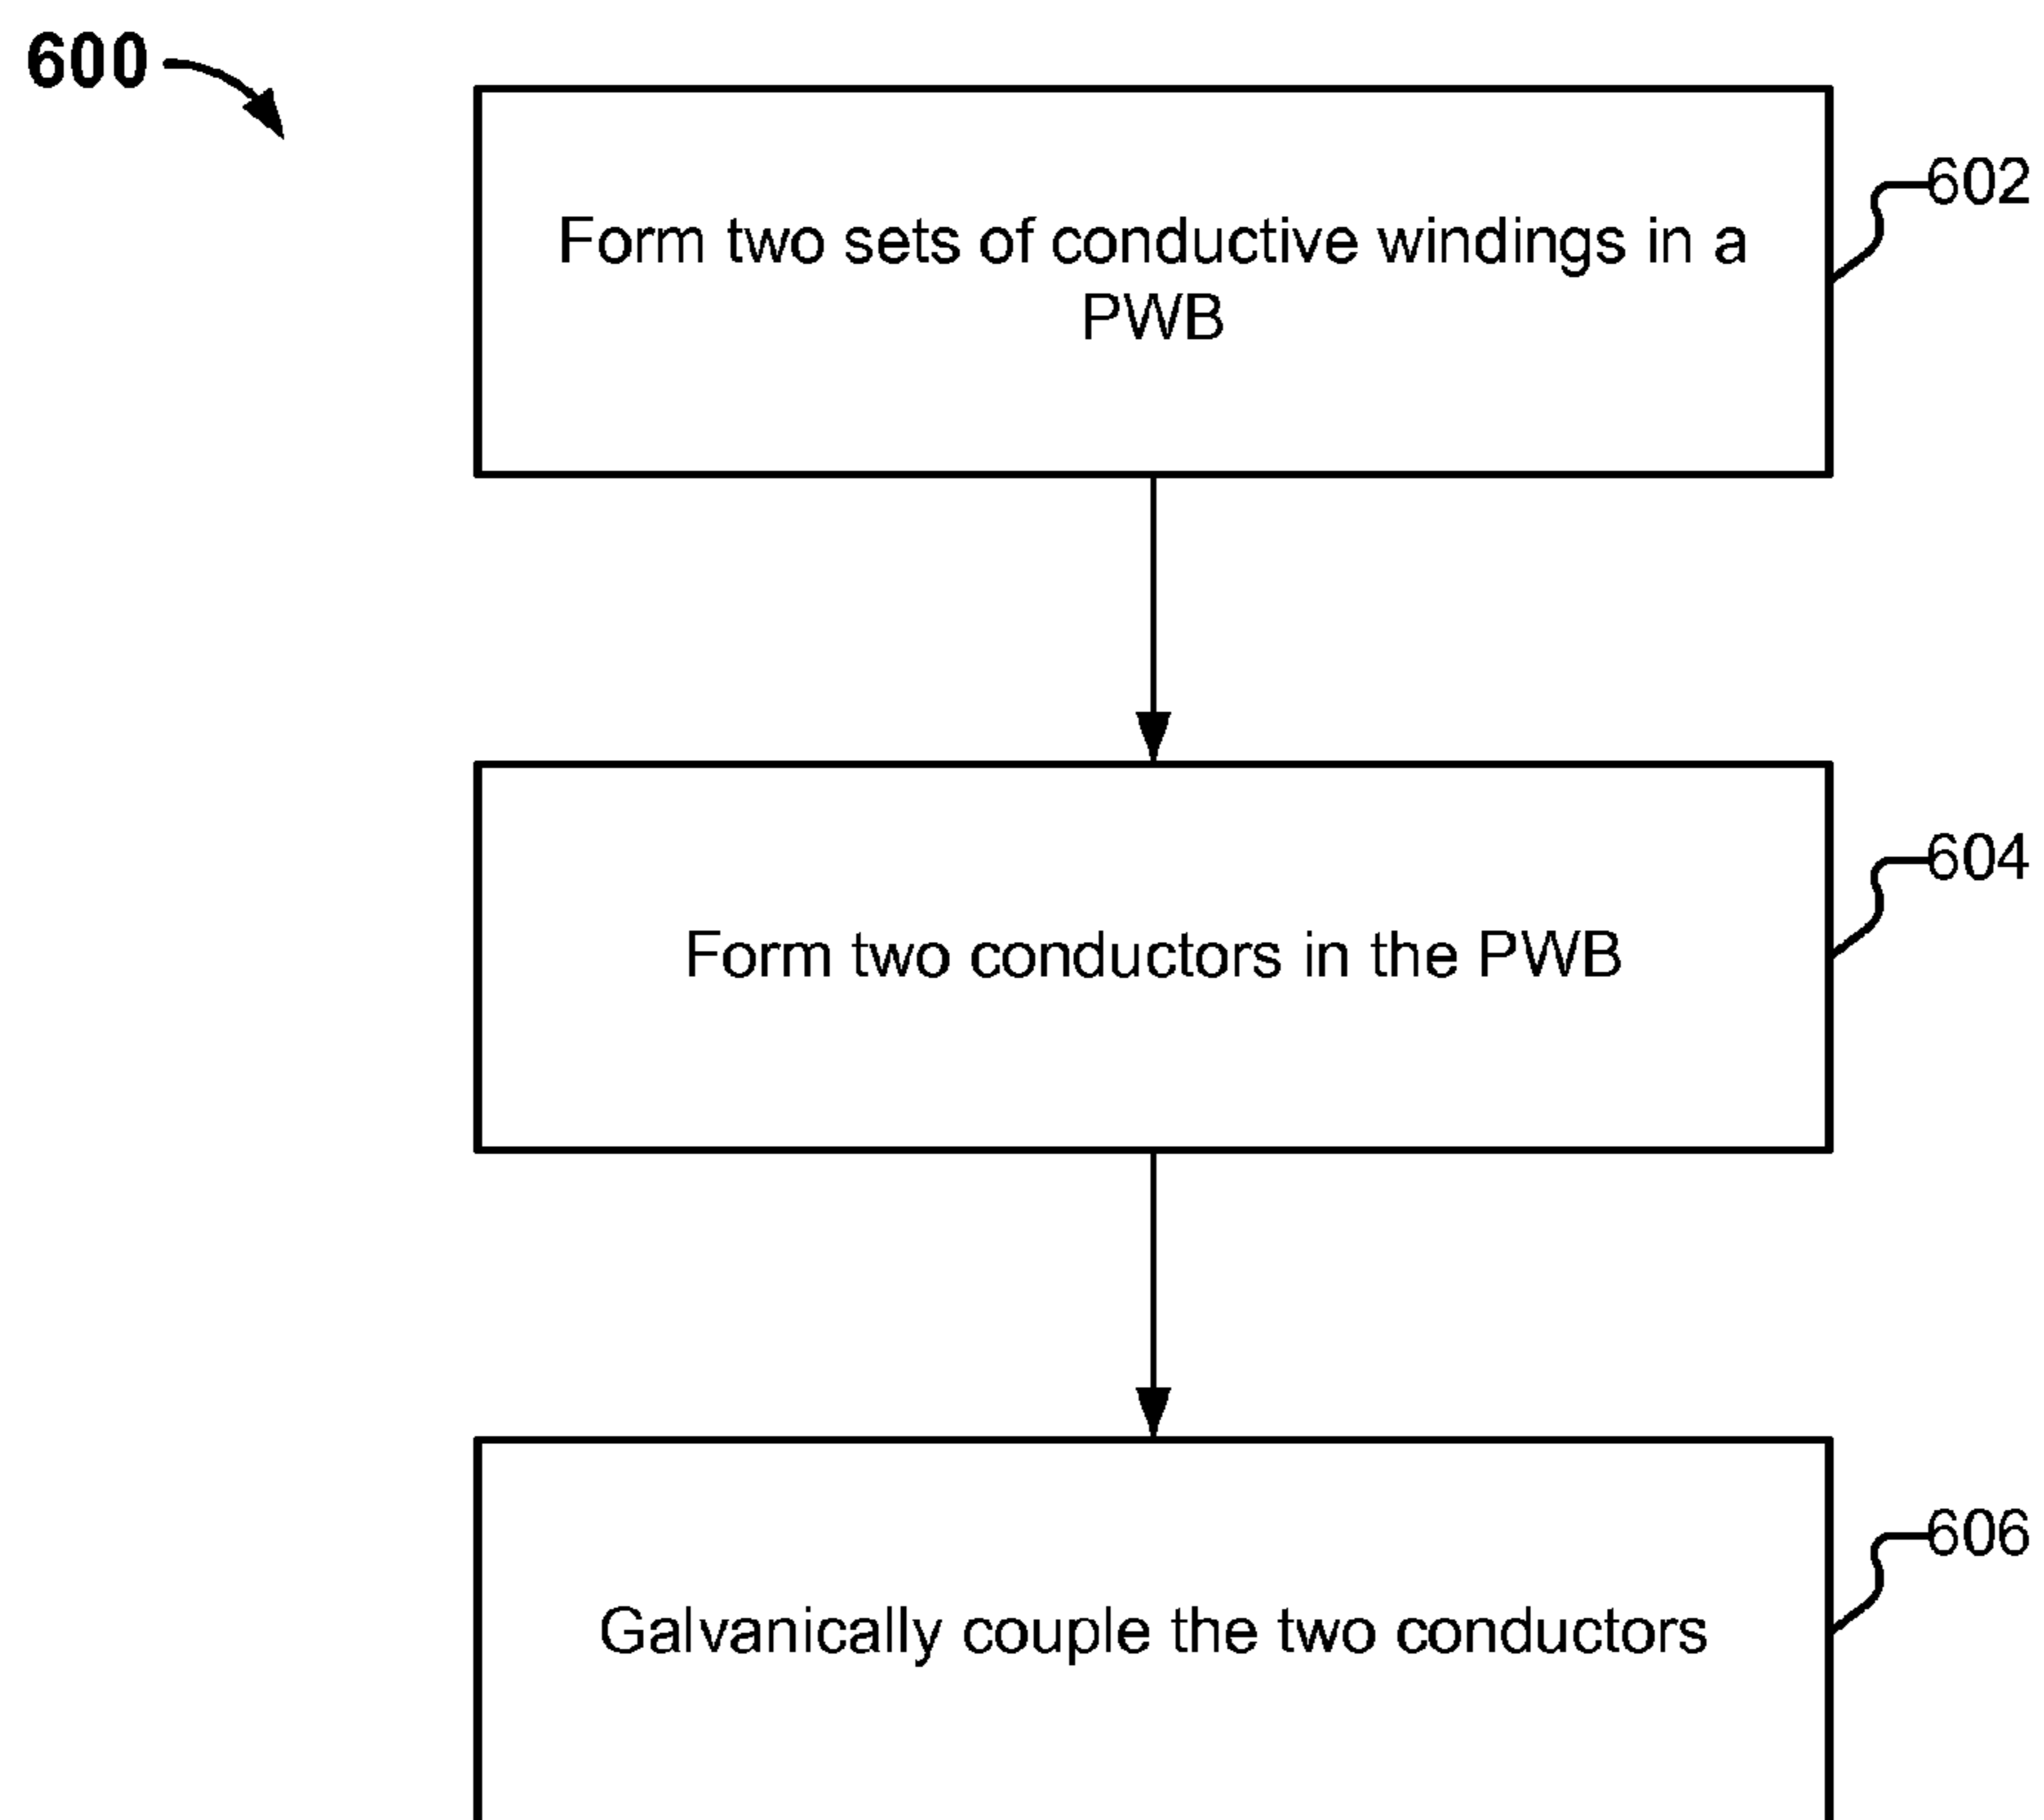 600
602
Form two sets of conductive windings in a
PWB
604
Form two conductors in the PWB
606
Galvanically couple the two conductors